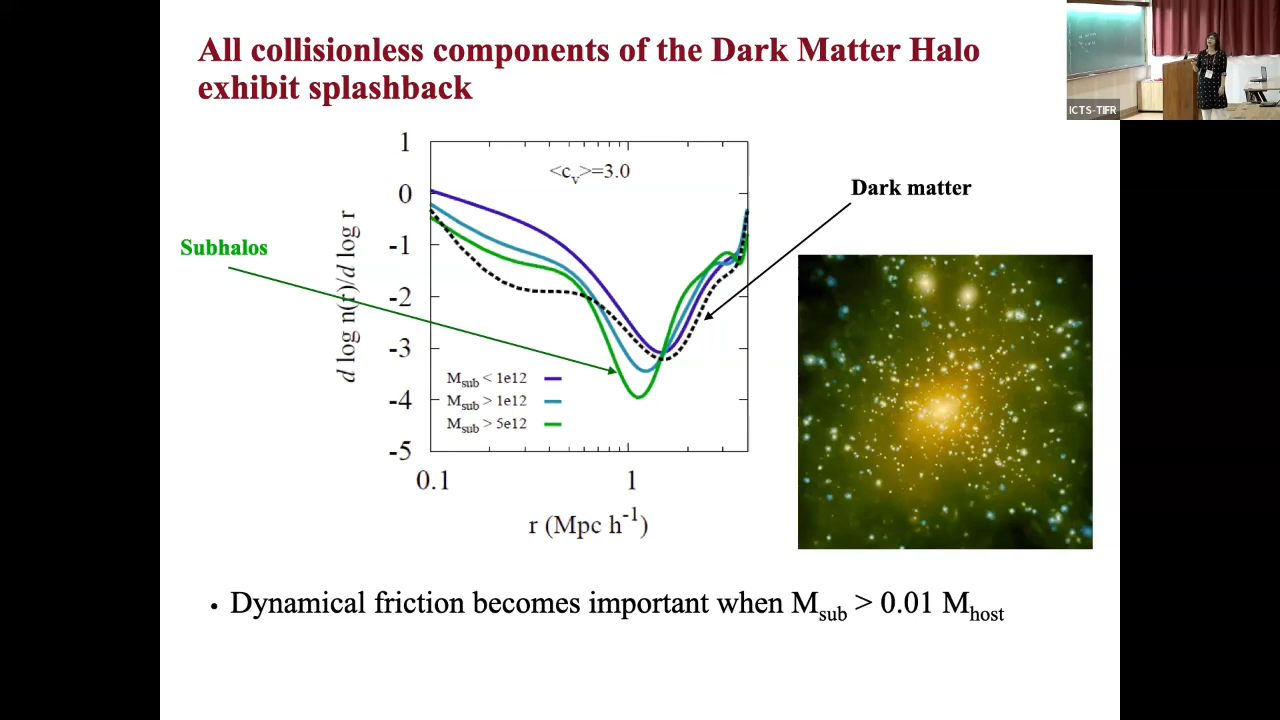 All collisionless components of the Dark Matter Halo
exhibit splashback
ICTS-TIFR
<c_v>=3.0
Dark matter
Subhalos
d log n(r)/d log r
1
0
-1
-2
-3
-4
-5
M_sub < 1e12
M_sub > 1e12
M_sub > 5e12
0.1
1
r (Mpc h^-1)
• Dynamical friction becomes important when M_sub > 0.01 M_host